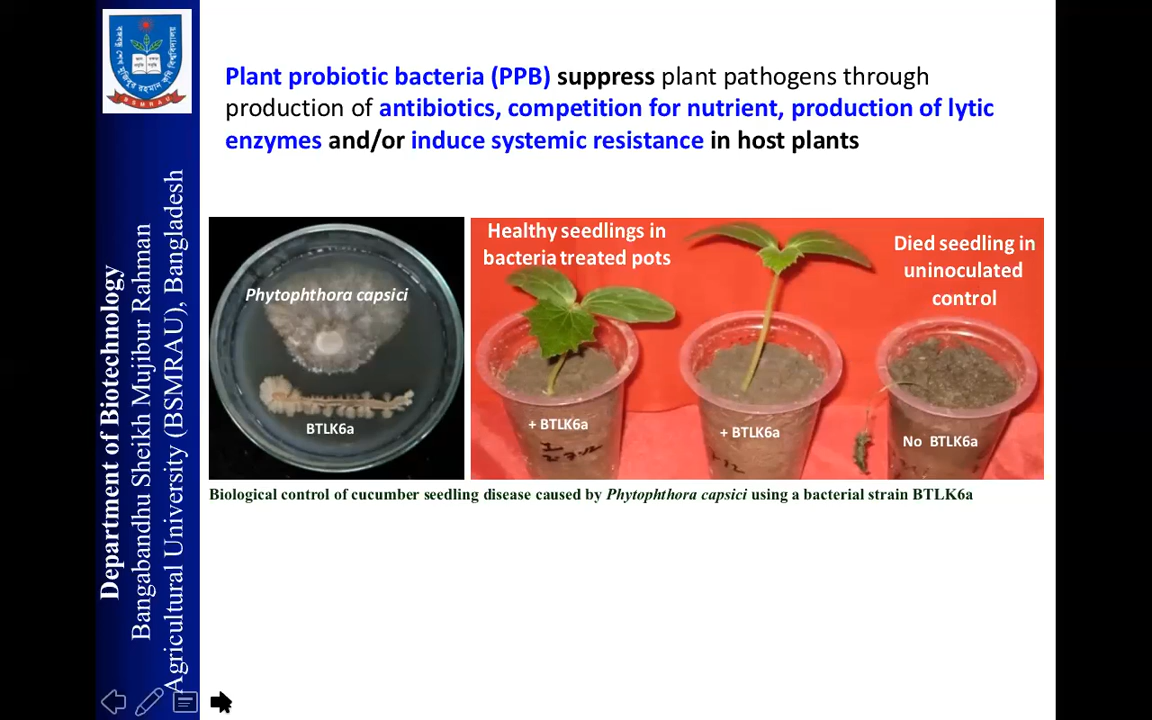 Plant probiotic bacteria (PPB) suppress plant pathogens through
production of antibiotics, competition for nutrient, production of lytic
enzymes and/or induce systemic resistance in host plants
Department of Biotechnology
Bangabandhu Sheikh Mujibur Rahman
Agricultural University (BSMRAU), Bangladesh
BSMRAU
Phytophthora capsici
BTLK6a
Healthy seedlings in
bacteria treated pots
Died seedling in
uninoculated
control
+ BTLK6a
+ BTLK6a
No BTLK6a
Biological control of cucumber seedling disease caused by Phytophthora capsici using a bacterial strain BTLK6a